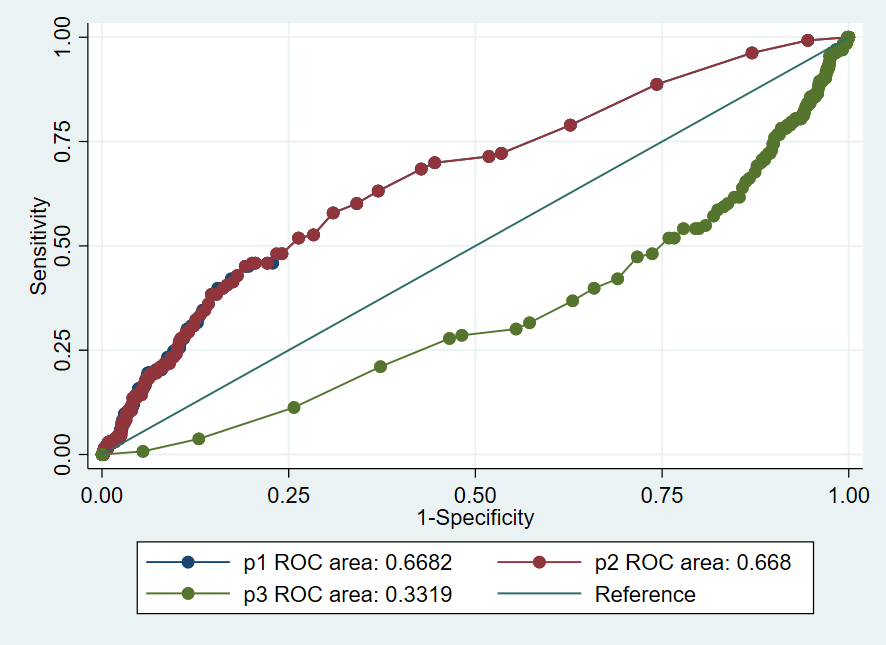 1.00
0.75
0.50
0.25
0.00
Sensitivity
0.00 0.25 0.50 0.75 1.00
1-Specificity
p1 ROC area: 0.6682 p2 ROC area: 0.668
p3 ROC area: 0.3319 Reference